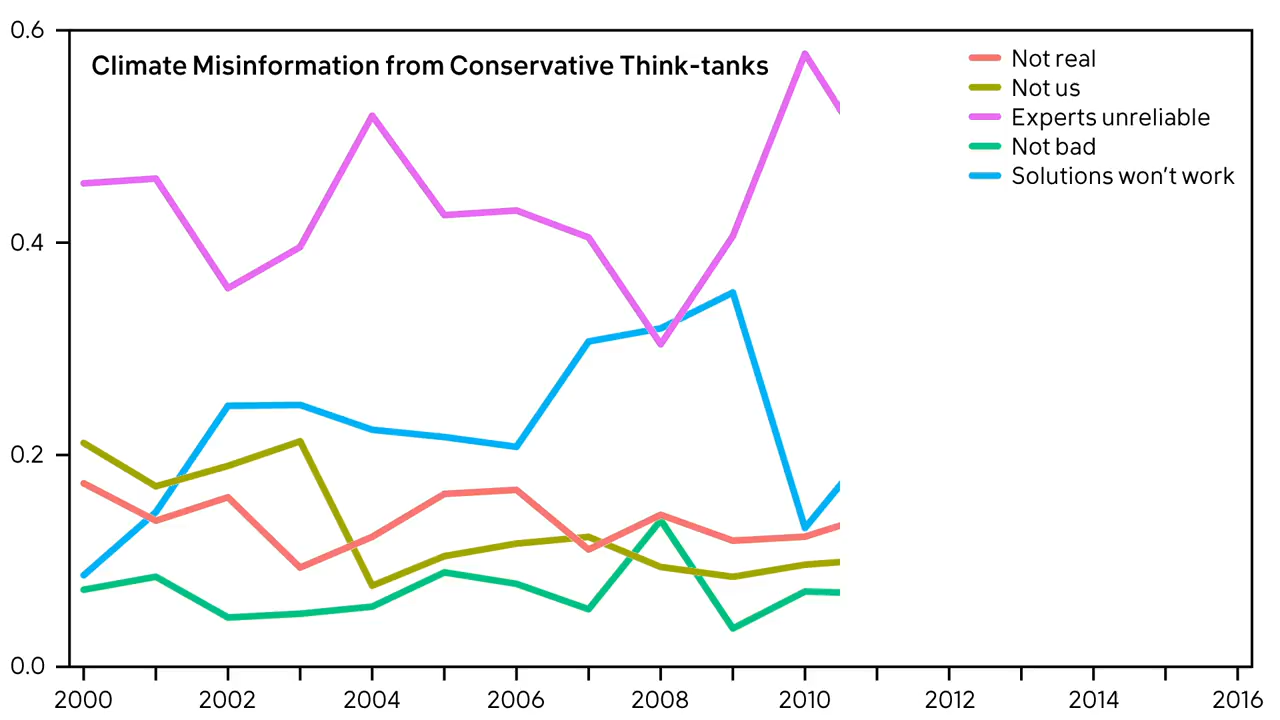 0.6
Climate Misinformation from Conservative Think-tanks
Not real
Not us
Experts unreliable
Not bad
Solutions won't work
0.4
0.2
0.0
2000 2002 2004 2006 2008 2010 2012 2014 2016